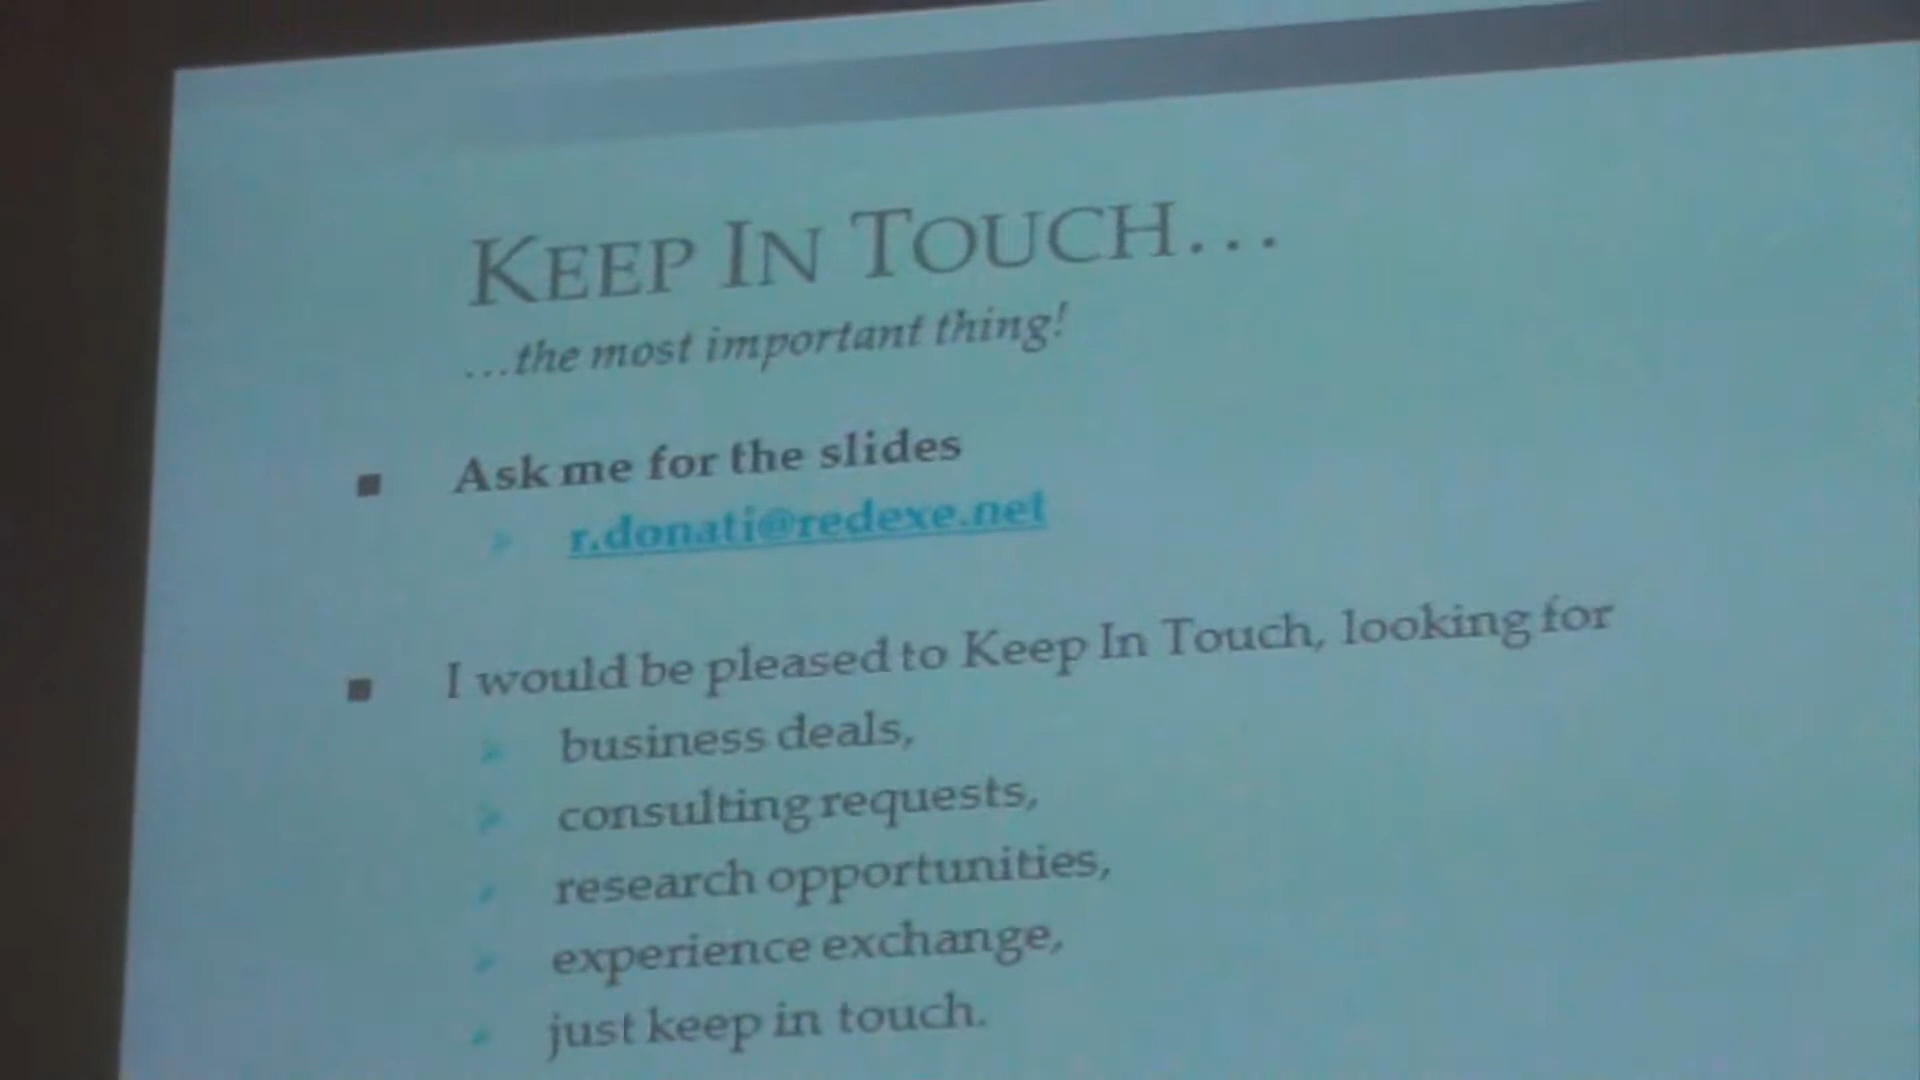 KEEP IN TOUCH...
...the most important thing!
Ask me for the slides
r.donati@redexe.net
I would be pleased to Keep In Touch, looking for
business deals,
consulting requests,
research opportunities,
experience exchange,
just keep in touch.